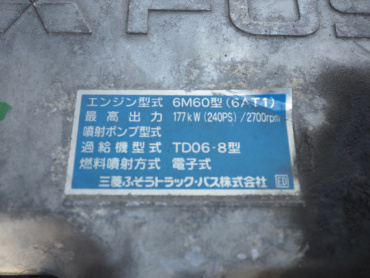 エンジン型式 6M60型(6AT1)
最高出力 177kW(240PS)/2700rpm
噴射ポンプ型式
過給機型式 TD06-8型
燃料噴射方式 電子式
三菱ふそうトラック・バス株式会社